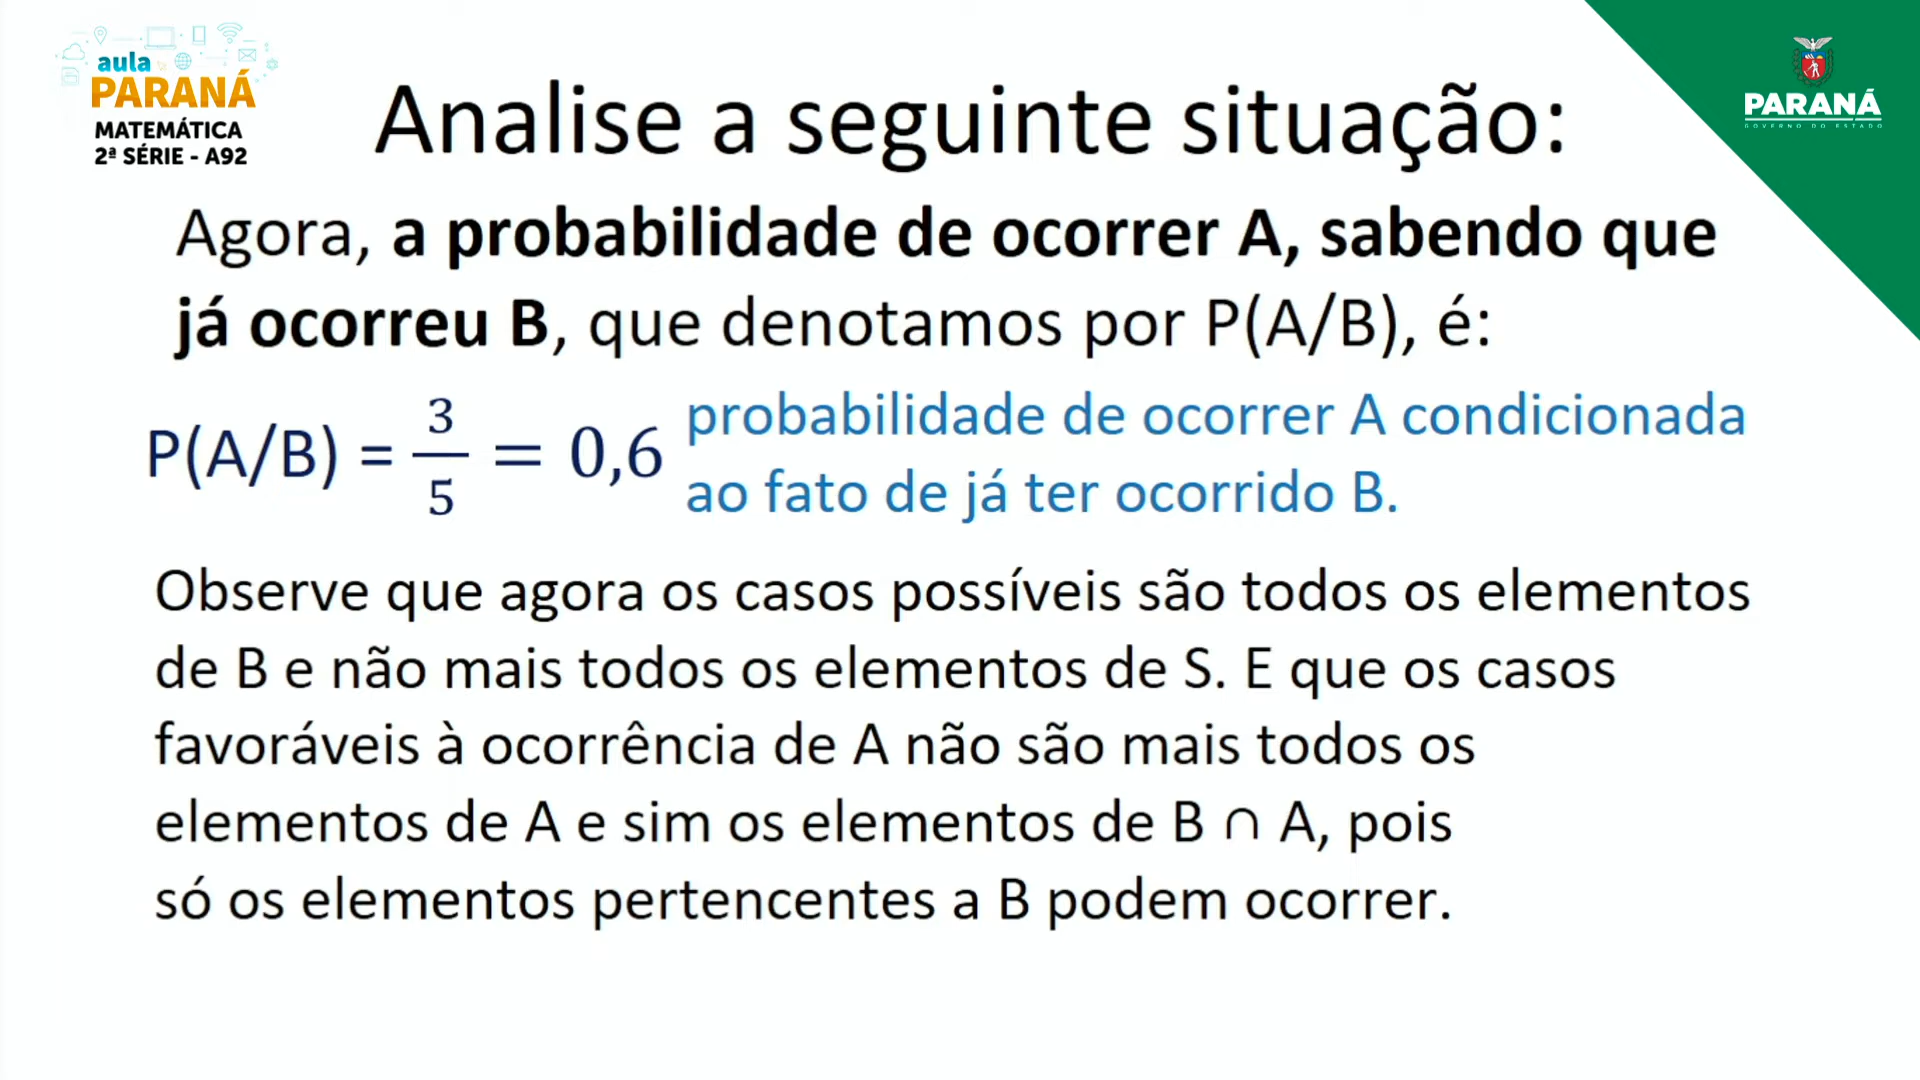 aula
PARANÁ
MATEMÁTICA
2ª SÉRIE - A92
PARANÁ
GOVERNO DO ESTADO
Analise a seguinte situação:
Agora, a probabilidade de ocorrer A, sabendo que
já ocorreu B, que denotamos por P(A/B), é:
P(A/B) = 3/5 = 0,6
probabilidade de ocorrer A condicionada
ao fato de já ter ocorrido B.
Observe que agora os casos possíveis são todos os elementos
de B e não mais todos os elementos de S. E que os casos
favoráveis à ocorrência de A não são mais todos os
elementos de A e sim os elementos de B ∩ A, pois
só os elementos pertencentes a B podem ocorrer.